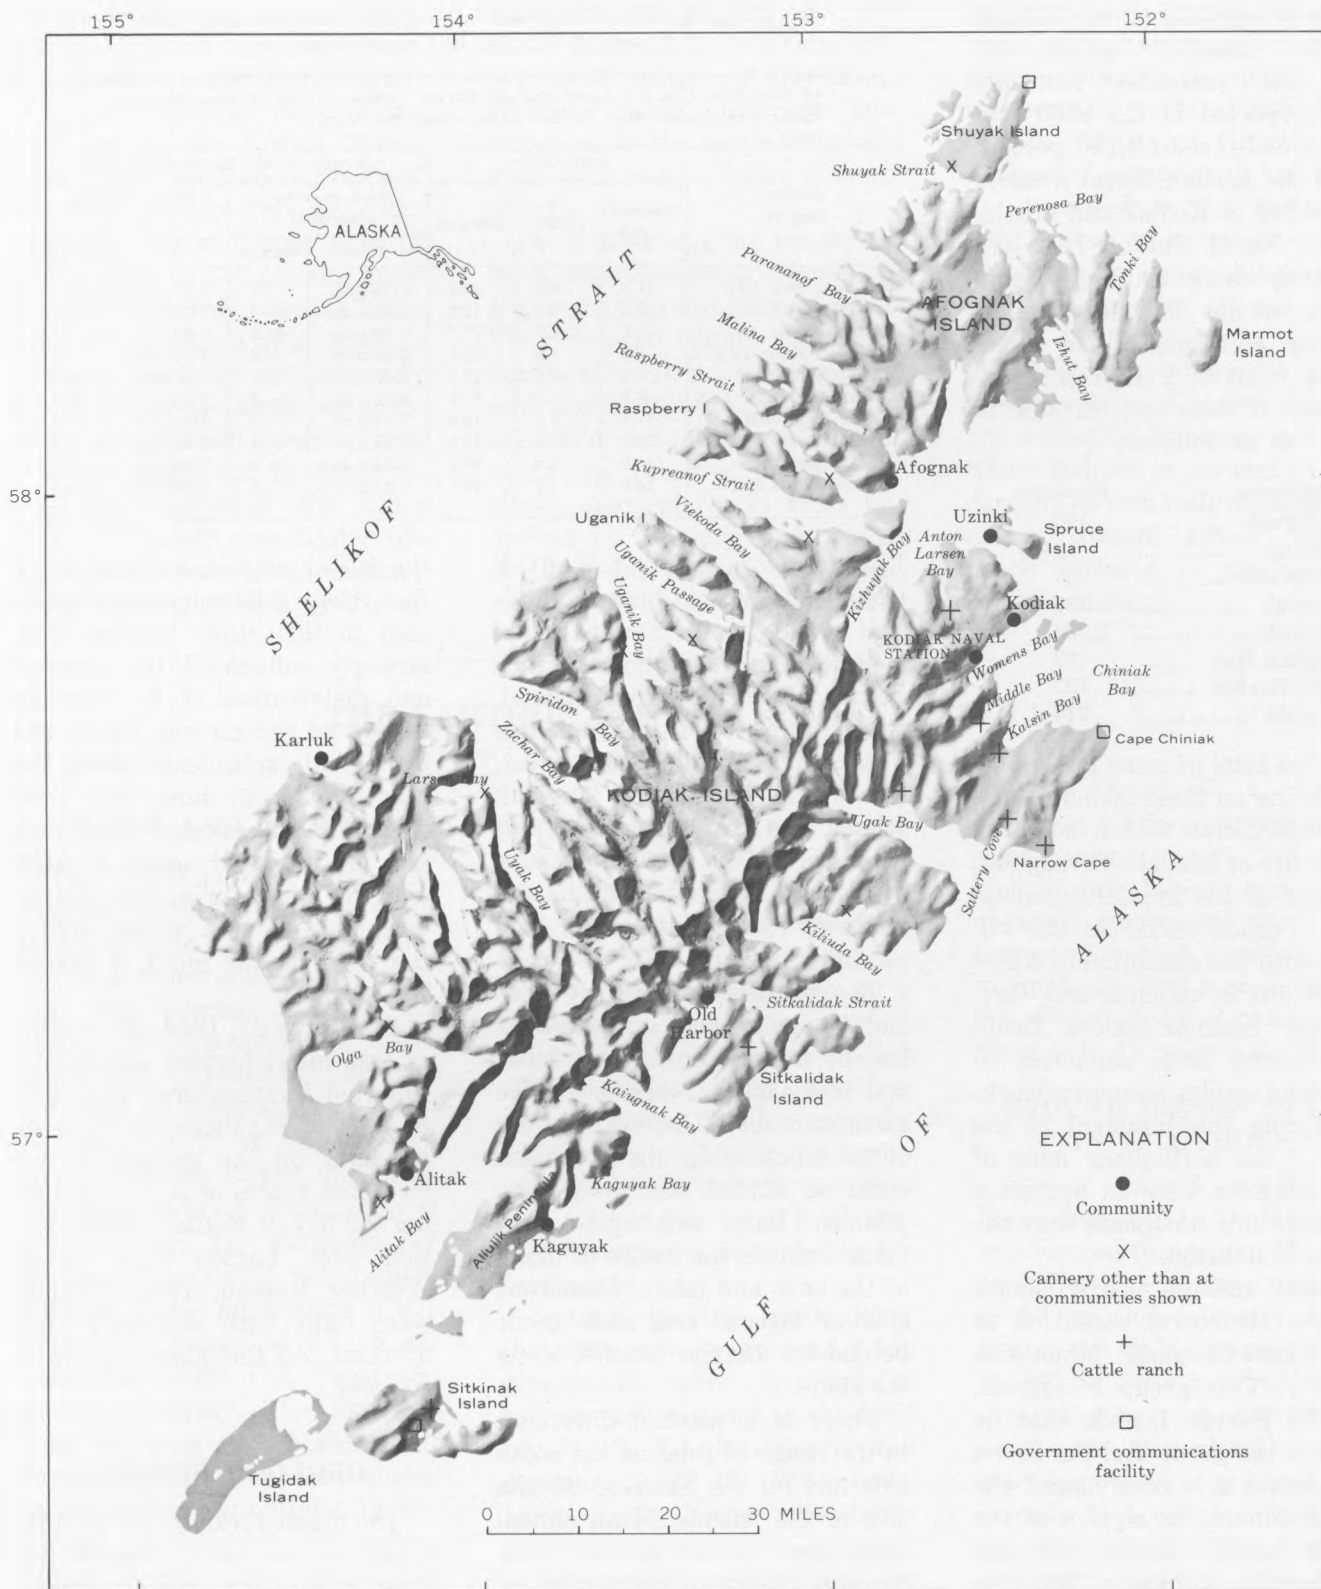 155°
154°
153°
152°
Shuyak Island
Shuyak Strait
Perenosa Bay
ALASKA
STRAIT
Parananof Bay
Tonki Bay
AFOGNAK
ISLAND
Malina Bay
Marmot
Island
Izhut Bay
Raspberry Strait
Raspberry I
Afognak
Kupreanof Strait
58°
Viekoda Bay
Uganik I
Uzinki
Spruce
Island
Anton
Larsen
Bay
SHELIKOF
Uganik Passage
Kizhuyak Bay
Uganik Bay
Kodiak
KODIAK NAVAL
STATION
Womens Bay
Chiniak
Bay
Middle Bay
Kalsin Bay
Spiridon Bay
Zachar Bay
Cape Chiniak
Karluk
Larsen Bay
KODIAK ISLAND
Ugak Bay
Uyak Bay
Narrow Cape
Saltery Cove
Kiliuda Bay
ALASKA
Sitkalidak Strait
Old
Harbor
Olga Bay
Sitkalidak
Island
Kaiugnak Bay
57°
OF
EXPLANATION
Alitak
Kaguyak Bay
Community
Aliulik Peninsula
Alitak Bay
Kaguyak
Cannery other than at
communities shown
GULF
Cattle ranch
Sitkinak
Island
Government communications
facility
Tugidak
Island
0 10 20 30 MILES